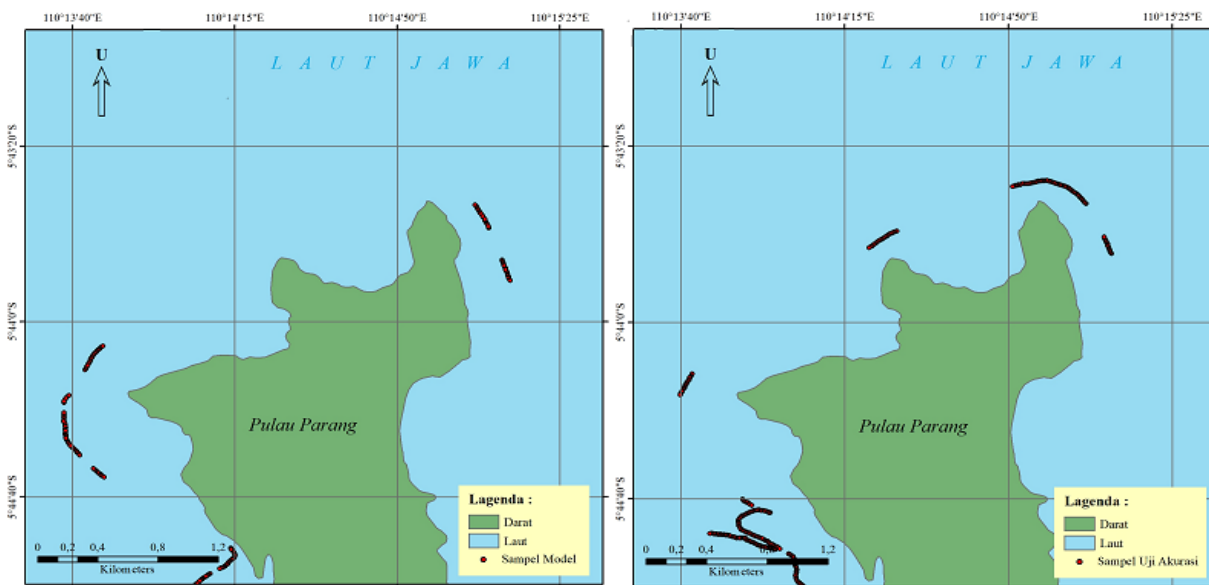 110°13'40"E 110°14'15"E 110°14'50"E 110°15'25"E
U
L A U T J A W A
5°43'20"S
5°44'0"S
5°44'40"S
Pulau Parang
Lagenda :
Darat
Laut
Sampel Model
0 0,2 0,4 0,8 1,2
Kilometers
110°13'40"E 110°14'15"E 110°14'50"E 110°15'25"E
U
L A U T J A W A
5°43'20"S
5°44'0"S
5°44'40"S
Pulau Parang
Lagenda :
Darat
Laut
Sampel Uji Akurasi
0 0,2 0,4 0,8 1,2
Kilometers